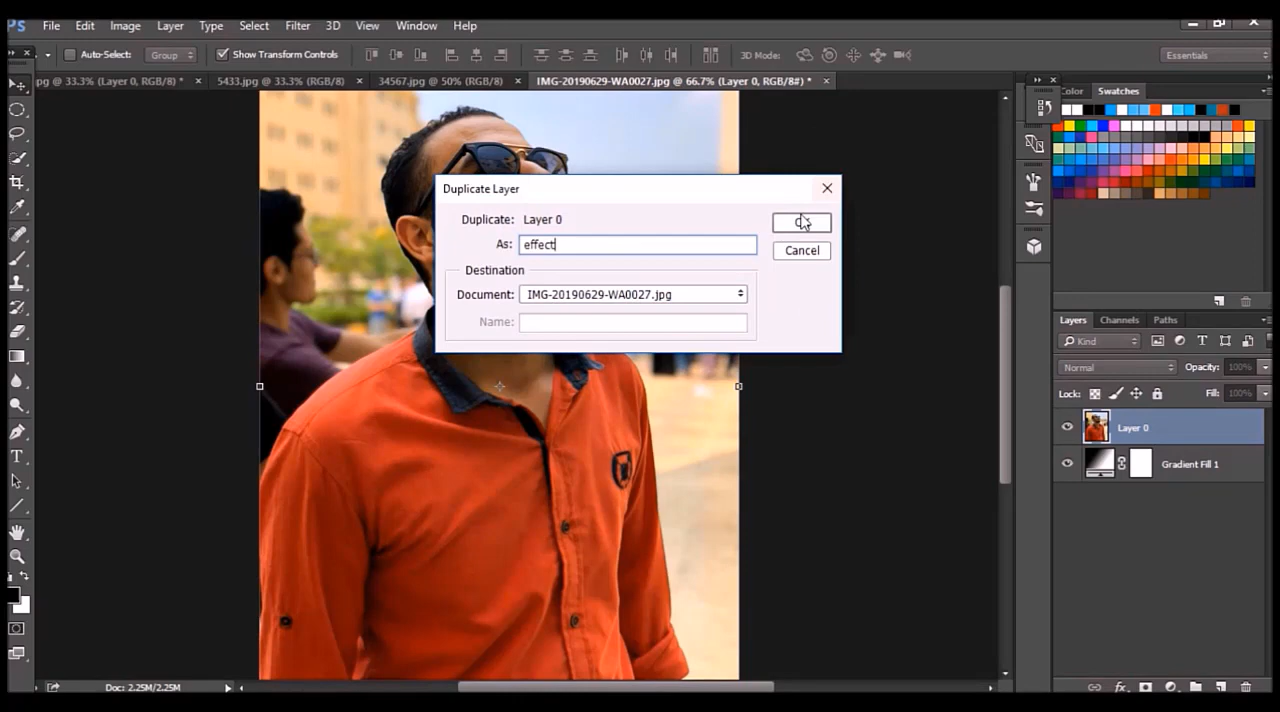 PS File Edit Image Layer Type Select Filter 3D View Window Help
Auto-Select: Group Show Transform Controls 3D Mode: Essentials
pg @ 33.3% (Layer 0, RGB/8) * × 5433.jpg @ 33.3% (RGB/8) × 34567.jpg @ 50% (RGB/8) × IMG-20190629-WA0027.jpg @ 66.7% (Layer 0, RGB/8#) * ×
Color Swatches
Duplicate Layer
Duplicate: Layer 0
As: effect
Cancel
Destination
Document: IMG-20190629-WA0027.jpg
Name:
Layers Channels Paths
Kind
Normal Opacity: 100%
Lock: Fill: 100%
Layer 0
Gradient Fill 1
Doc: 2.25M/2.25M